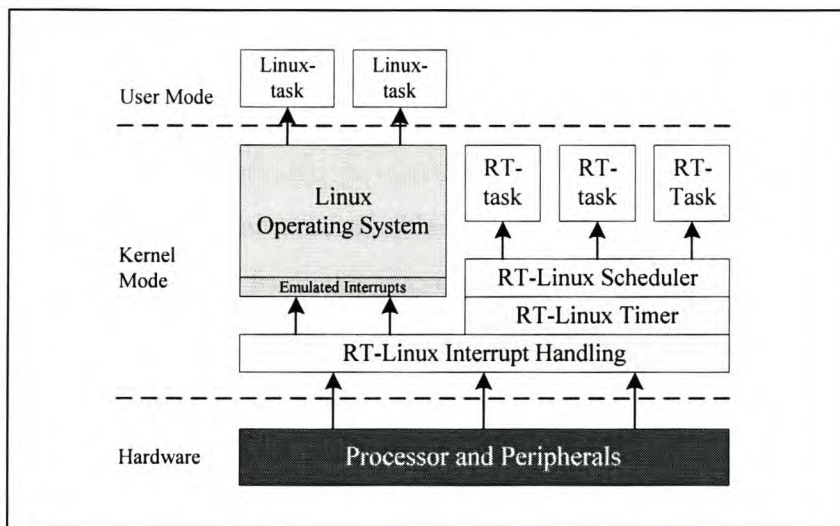 Linux-
task
Linux-
task
User Mode
Linux
Operating System
RT-
task
RT-
task
RT-
Task
Kernel
Mode
Emulated Interrupts
RT-Linux Scheduler
RT-Linux Timer
RT-Linux Interrupt Handling
Hardware
Processor and Peripherals